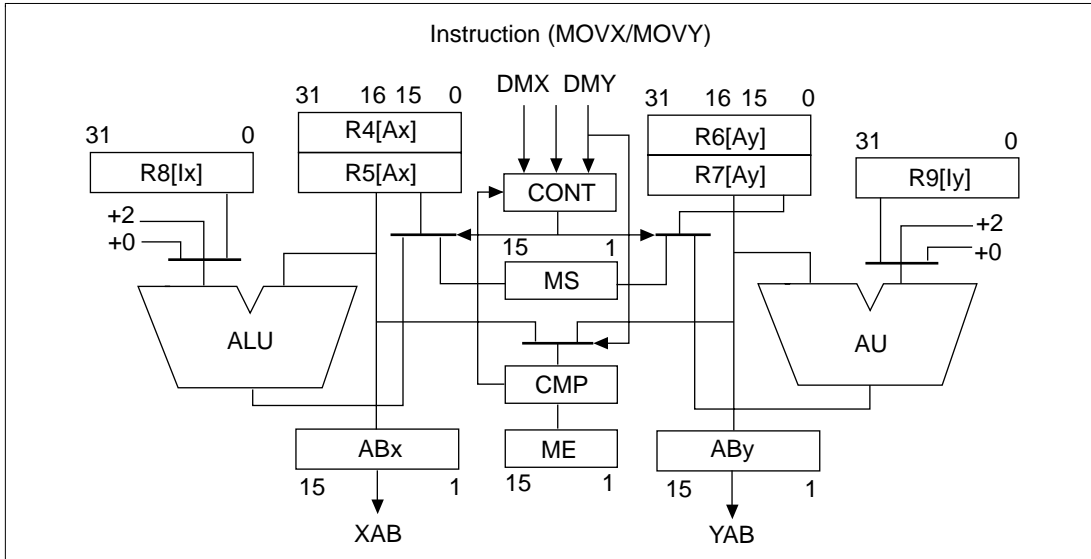 Instruction (MOVX/MOVY)
DMX DMY
31 16 15 0
31 16 15 0
R4[Ax]
R6[Ay]
31 0
31 0
R5[Ax]
R7[Ay]
R8[Ix]
CONT
R9[Iy]
+2
+2
+0
+0
15 1
MS
ALU
AU
CMP
ABx
ME
ABy
15 1
15 1
15 1
XAB
YAB